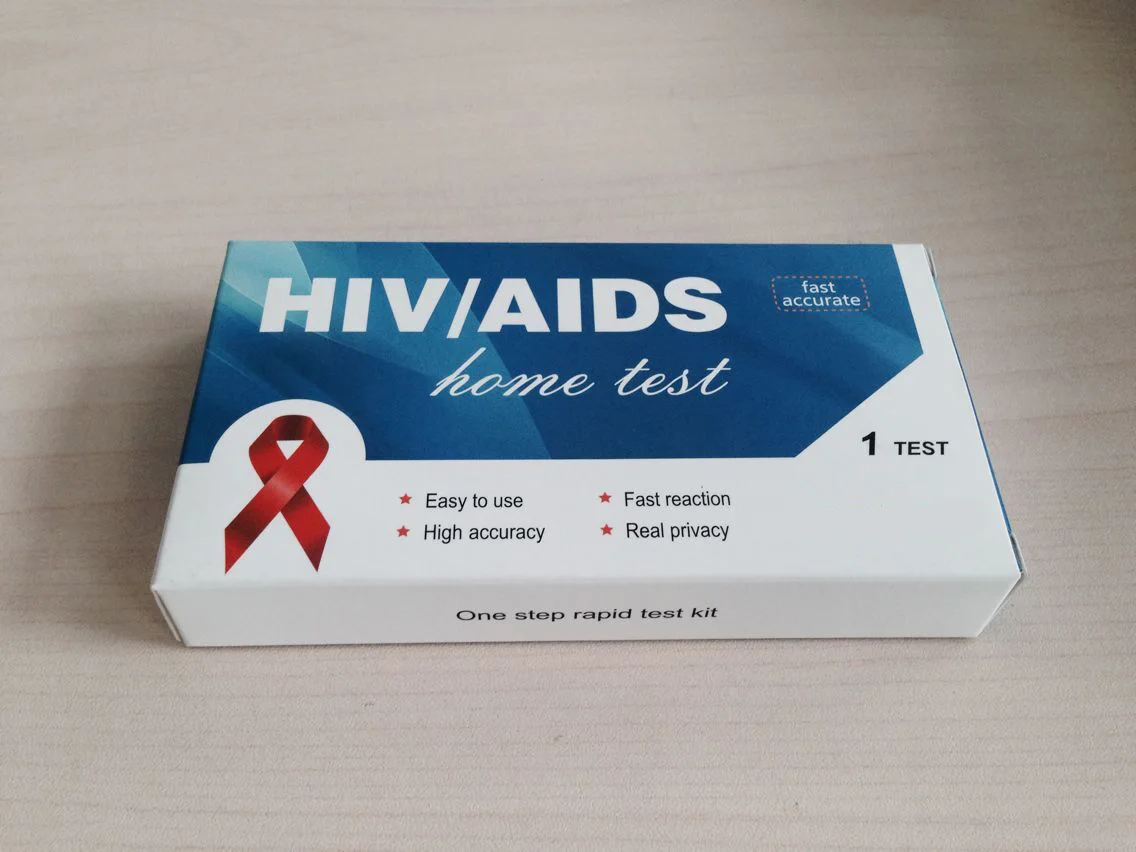 HIV/AIDS
fast
accurate
home test
1 TEST
Easy to use
Fast reaction
High accuracy
Real privacy
One step rapid test kit